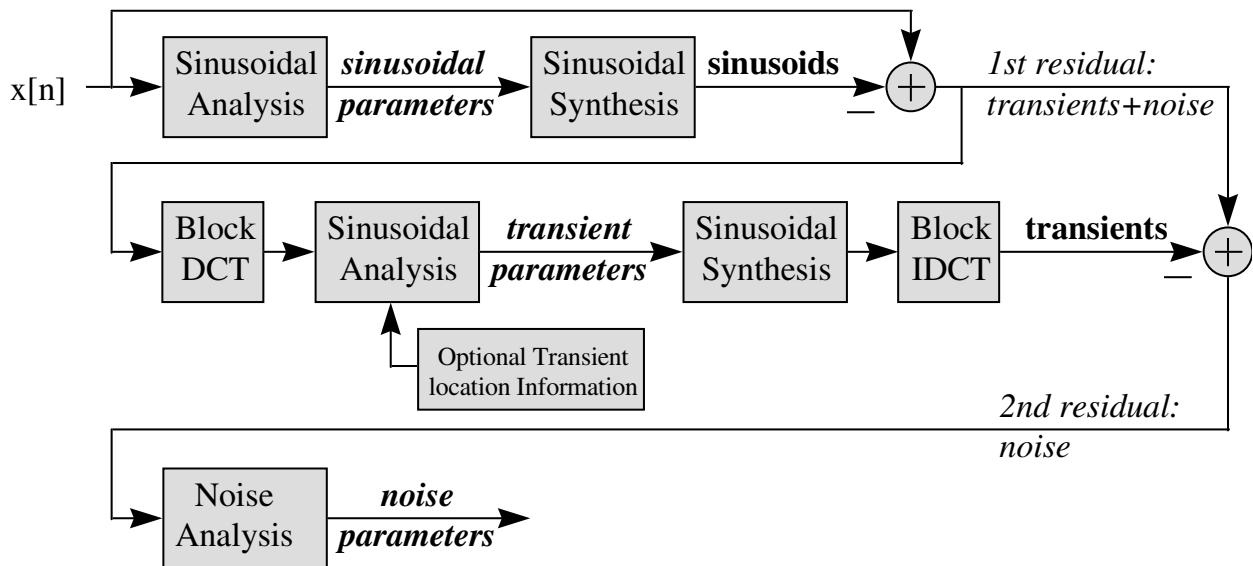 x[n]
Sinusoidal
Analysis
sinusoidal
parameters
Sinusoidal
Synthesis
sinusoids
−
+
1st residual:
transients+noise
Block
DCT
Sinusoidal
Analysis
transient
parameters
Sinusoidal
Synthesis
Block
IDCT
transients
−
+
Optional Transient
location Information
2nd residual:
noise
Noise
Analysis
noise
parameters